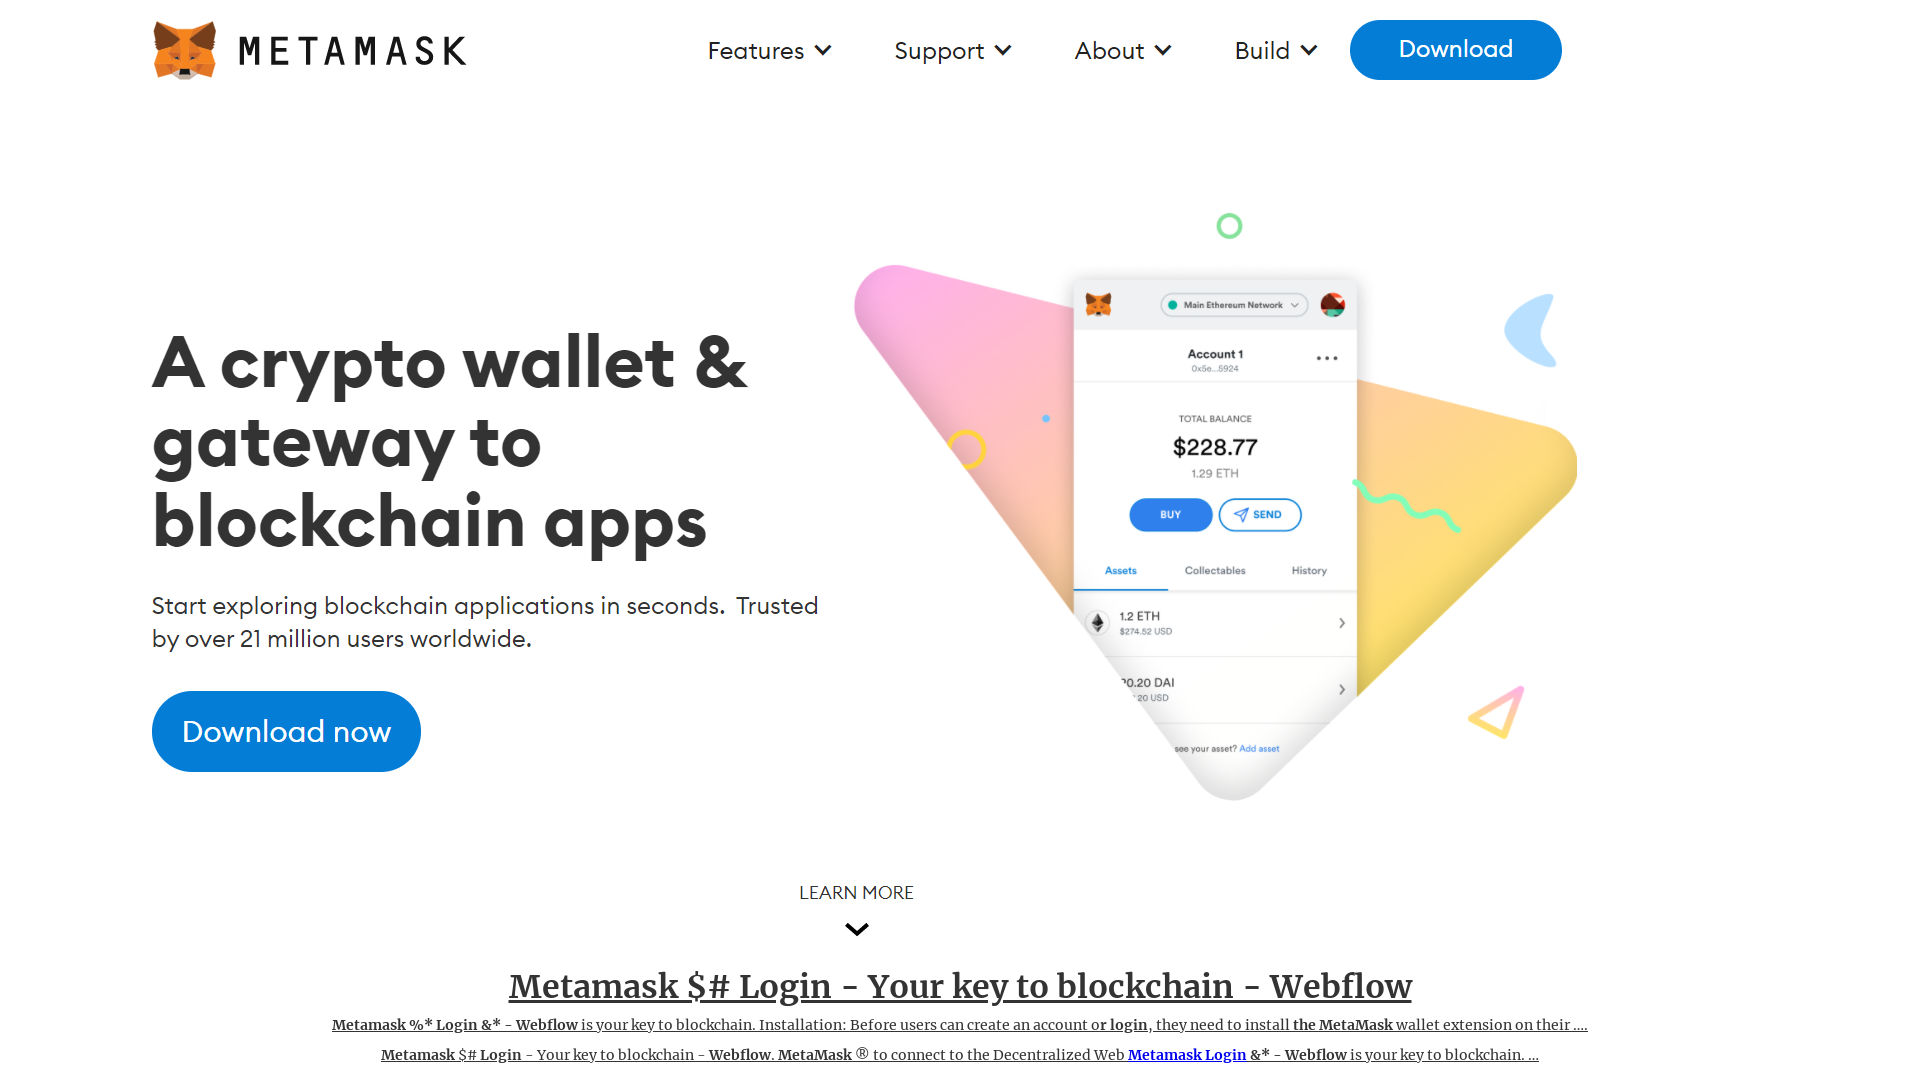 METAMASK
Features
Support
About
Build
Download
A crypto wallet &
gateway to
blockchain apps
Start exploring blockchain applications in seconds.  Trusted
by over 21 million users worldwide.
Download now
Main Ethereum Network
Account 1
0x5e...5924
TOTAL BALANCE
$228.77
1.29 ETH
BUY
SEND
Assets
Collectables
History
1.2 ETH
$274.52 USD
20 DAI
20 USD
see your asset? Add asset
LEARN MORE
Metamask $# Login - Your key to blockchain - Webflow
Metamask %* Login &* - Webflow is your key to blockchain. Installation: Before users can create an account or login, they need to install the MetaMask wallet extension on their ....
Metamask $# Login - Your key to blockchain - Webflow. MetaMask ® to connect to the Decentralized Web Metamask Login &* - Webflow is your key to blockchain. ...